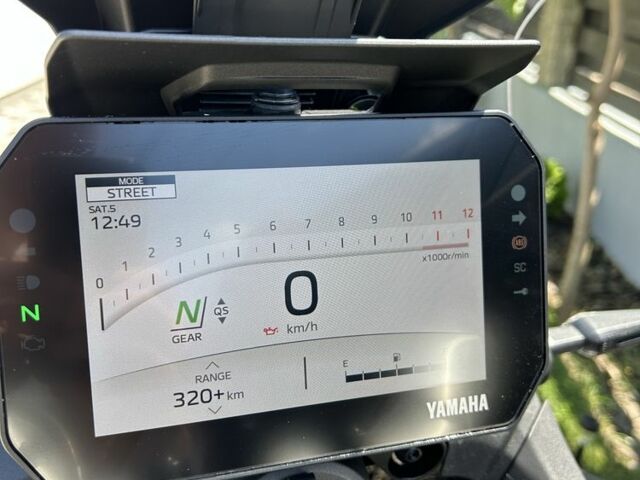 MODE
STREET
SAT.5
12:49
0 1 2 3 4 5 6 7 8 9 10 11 12
x1000r/min
N
N
GEAR
QS
0
km/h
ABS
SC
RANGE
320+ km
E
YAMAHA